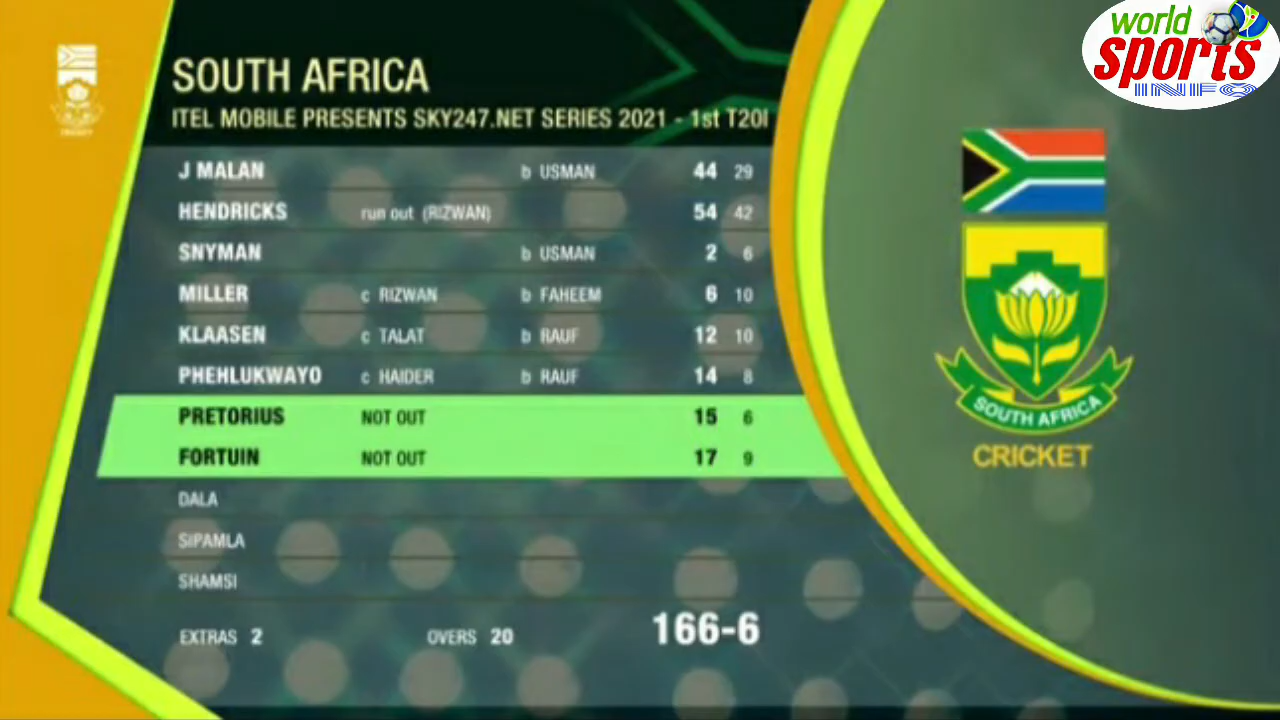 world
sports
INFO
SOUTH AFRICA
ITEL MOBILE PRESENTS SKY247.NET SERIES 2021 - 1st T20I
J MALAN b USMAN 44 29
HENDRICKS run out (RIZWAN) 54 42
SNYMAN b USMAN 2 6
MILLER c RIZWAN b FAHEEM 6 10
KLAASEN c TALAT b RAUF 12 10
PHEHLUKWAYO c HAIDER b RAUF 14 8
PRETORIUS NOT OUT 15 6
FORTUIN NOT OUT 17 9
DALA
SIPAMLA
SHAMSI
EXTRAS 2 OVERS 20 166-6
SOUTH AFRICA
CRICKET